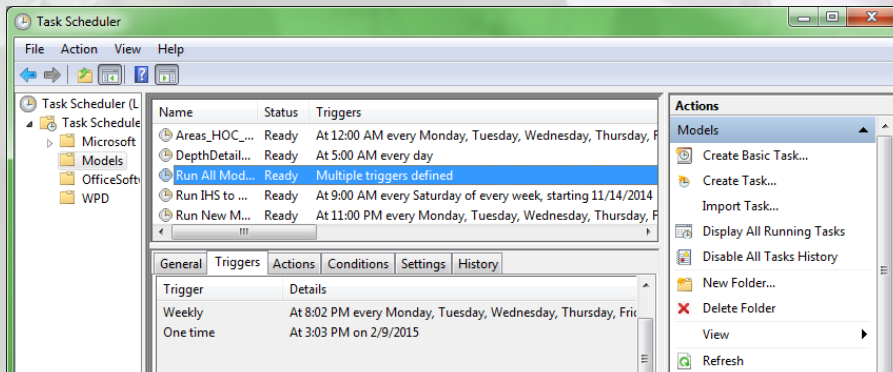 Task Scheduler
File Action View Help
Task Scheduler (L
Task Schedule
Microsoft
Models
OfficeSoft
WPD
Name Status Triggers
Areas_HOC_... Ready At 12:00 AM every Monday, Tuesday, Wednesday, Thursday, F
DepthDetail... Ready At 5:00 AM every day
Run All Mod... Ready Multiple triggers defined
Run IHS to ... Ready At 9:00 AM every Saturday of every week, starting 11/14/2014
Run New M... Ready At 11:00 PM every Monday, Tuesday, Wednesday, Thursday, F
General Triggers Actions Conditions Settings History
Trigger Details
Weekly At 8:02 PM every Monday, Tuesday, Wednesday, Thursday, Frid
One time At 3:03 PM on 2/9/2015
Actions
Models
Create Basic Task...
Create Task...
Import Task...
Display All Running Tasks
Disable All Tasks History
New Folder...
Delete Folder
View
Refresh